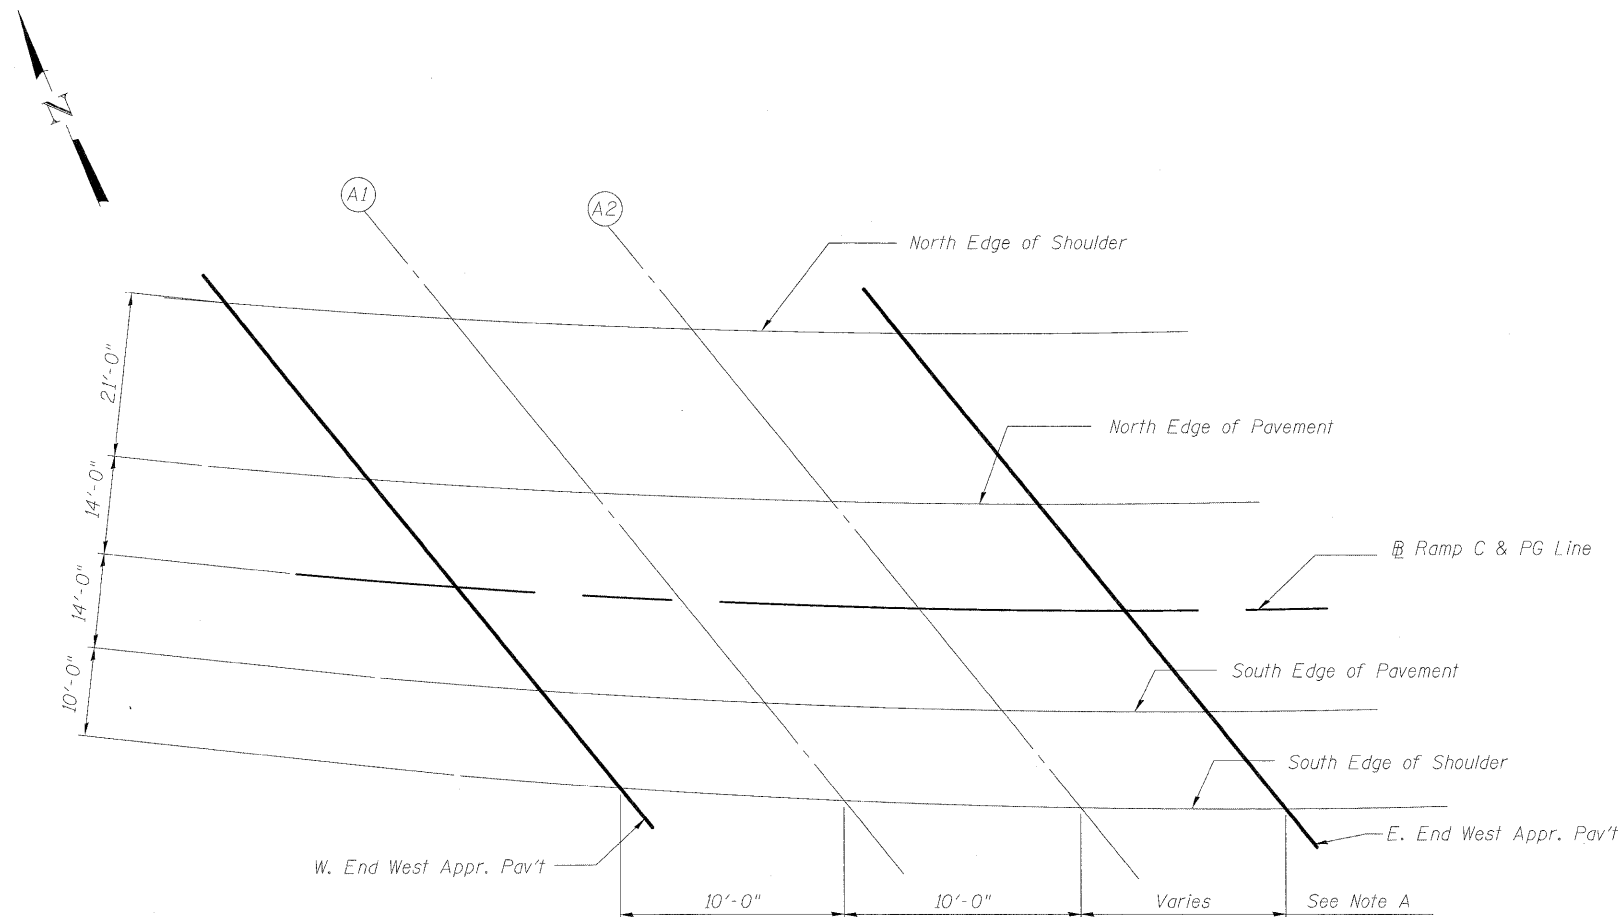 N
A1
A2
North Edge of Shoulder
21'-0"
North Edge of Pavement
14'-0"
℄ Ramp C & PG Line
14'-0"
South Edge of Pavement
10'-0"
South Edge of Shoulder
E. End West Appr. Pav't
W. End West Appr. Pav't
10'-0"
10'-0"
Varies
See Note A